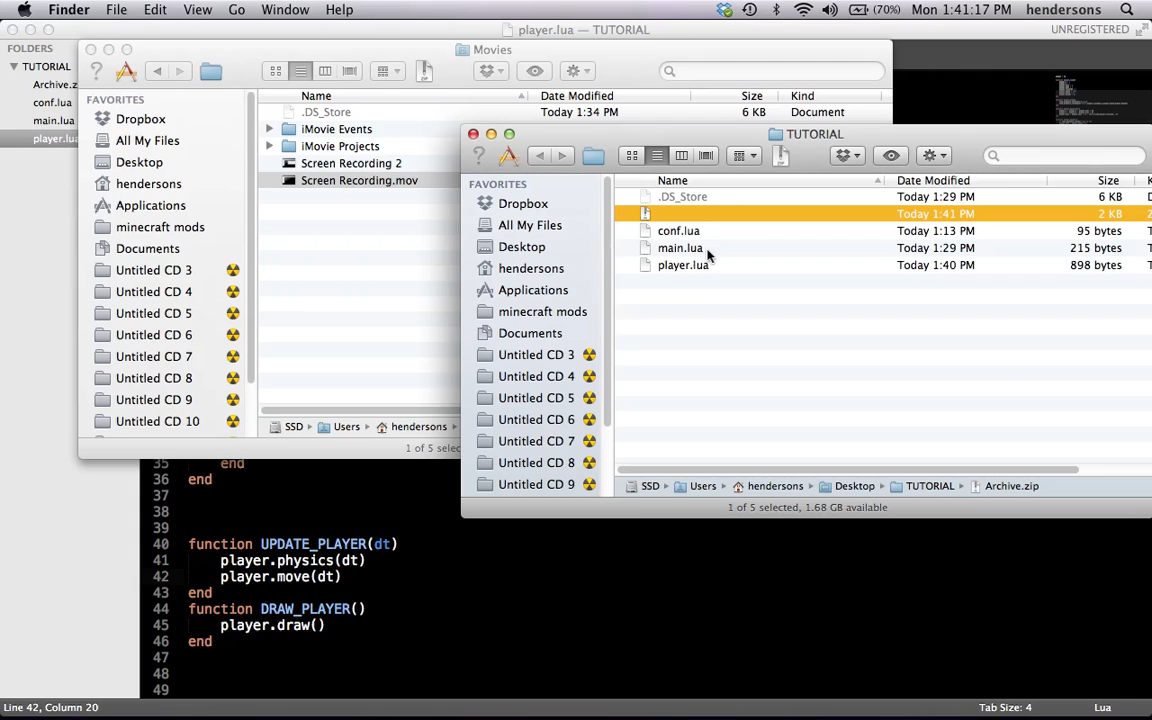 Finder File Edit View Go Window Help (70%) Mon 1:41:17 PM hendersons
player.lua — TUTORIAL UNREGISTERED
FOLDERS
TUTORIAL
Archive.z
conf.lua
main.lua
player.lu
Movies
FAVORITES
Dropbox
All My Files
Desktop
hendersons
Applications
minecraft mods
Documents
Untitled CD 3
Untitled CD 4
Untitled CD 5
Untitled CD 6
Untitled CD 7
Untitled CD 8
Untitled CD 9
Untitled CD 10
Name Date Modified Size Kind
.DS_Store Today 1:34 PM 6 KB Document
iMovie Events
iMovie Projects
Screen Recording 2
Screen Recording.mov
SSD Users hendersons
1 of 5 selec
TUTORIAL
FAVORITES
Dropbox
All My Files
Desktop
hendersons
Applications
minecraft mods
Documents
Untitled CD 3
Untitled CD 4
Untitled CD 5
Untitled CD 6
Untitled CD 7
Untitled CD 8
Untitled CD 9
Name Date Modified Size K
.DS_Store Today 1:29 PM 6 KB D
Today 1:41 PM 2 KB Z
conf.lua Today 1:13 PM 95 bytes T
main.lua Today 1:29 PM 215 bytes T
player.lua Today 1:40 PM 898 bytes T
SSD Users hendersons Desktop TUTORIAL Archive.zip
1 of 5 selected, 1.68 GB available
35 end
36 end
37
38
39
40 function UPDATE_PLAYER(dt)
41 player.physics(dt)
42 player.move(dt)
43 end
44 function DRAW_PLAYER()
45 player.draw()
46 end
47
48
49
Line 42, Column 20 Tab Size: 4 Lua